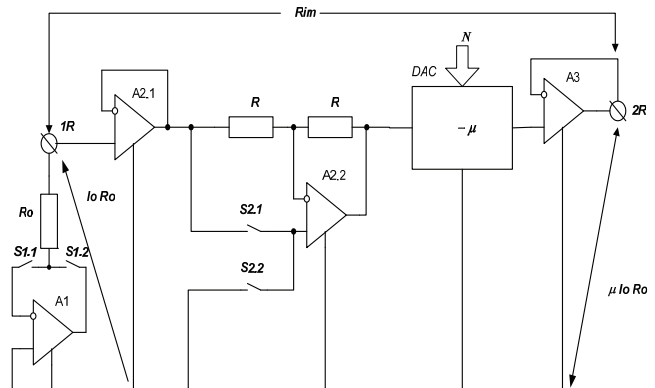 Rim
N
DAC
A3
A2.1
1R
R
R
- μ
2R
A2.2
Io Ro
Ro
S2.1
S1.1
S1.2
S2.2
A1
μ Io Ro